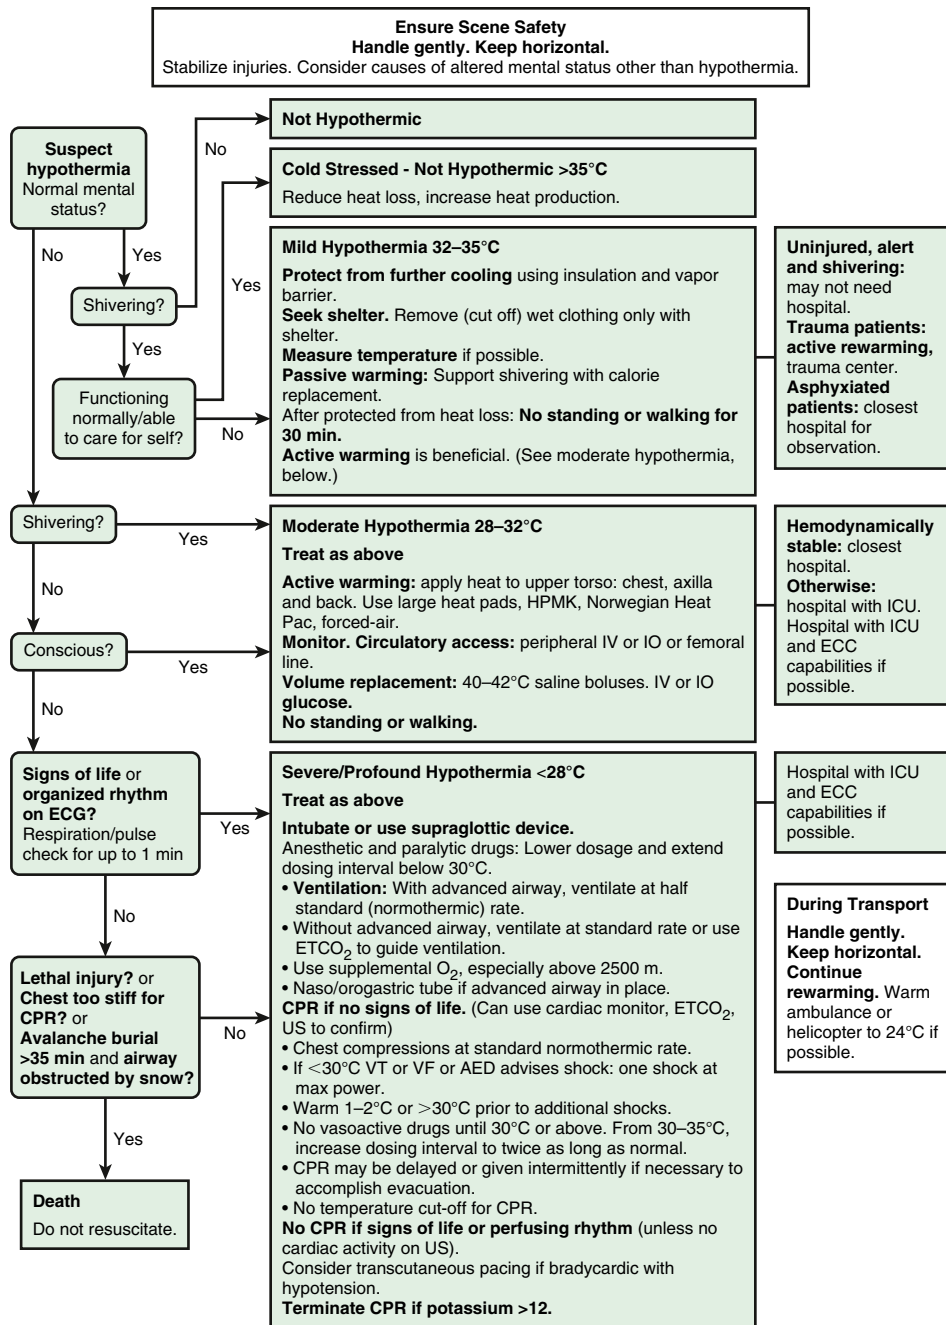 Ensure Scene Safety
Handle gently. Keep horizontal.
Stabilize injuries. Consider causes of altered mental status other than hypothermia.
Suspect
hypothermia
Normal mental
status?
No
Yes
Shivering?
No
Yes
Functioning
normally/able
to care for self?
Yes
No
Not Hypothermic
Cold Stressed - Not Hypothermic >35°C
Reduce heat loss, increase heat production.
Mild Hypothermia 32–35°C
Protect from further cooling using insulation and vapor
barrier.
Seek shelter. Remove (cut off) wet clothing only with
shelter.
Measure temperature if possible.
Passive warming: Support shivering with calorie
replacement.
After protected from heat loss: No standing or walking for
30 min.
Active warming is beneficial. (See moderate hypothermia,
below.)
Uninjured, alert
and shivering:
may not need
hospital.
Trauma patients:
active rewarming,
trauma center.
Asphyxiated
patients: closest
hospital for
observation.
Shivering?
Yes
No
Conscious?
Yes
No
Moderate Hypothermia 28–32°C
Treat as above
Active warming: apply heat to upper torso: chest, axilla
and back. Use large heat pads, HPMK, Norwegian Heat
Pac, forced-air.
Monitor. Circulatory access: peripheral IV or IO or femoral
line.
Volume replacement: 40–42°C saline boluses. IV or IO
glucose.
No standing or walking.
Hemodynamically
stable: closest
hospital.
Otherwise:
hospital with ICU.
Hospital with ICU
and ECC
capabilities if
possible.
Signs of life or
organized rhythm
on ECG?
Respiration/pulse
check for up to 1 min
Yes
No
Lethal injury? or
Chest too stiff for
CPR? or
Avalanche burial
>35 min and airway
obstructed by snow?
No
Yes
Death
Do not resuscitate.
Severe/Profound Hypothermia <28°C
Treat as above
Intubate or use supraglottic device.
Anesthetic and paralytic drugs: Lower dosage and extend
dosing interval below 30°C.
• Ventilation: With advanced airway, ventilate at half
standard (normothermic) rate.
• Without advanced airway, ventilate at standard rate or use
ETCO2 to guide ventilation.
• Use supplemental O2, especially above 2500 m.
• Naso/orogastric tube if advanced airway in place.
CPR if no signs of life. (Can use cardiac monitor, ETCO2,
US to confirm)
• Chest compressions at standard normothermic rate.
• If <30°C VT or VF or AED advises shock: one shock at
max power.
• Warm 1–2°C or >30°C prior to additional shocks.
• No vasoactive drugs until 30°C or above. From 30–35°C,
increase dosing interval to twice as long as normal.
• CPR may be delayed or given intermittently if necessary to
accomplish evacuation.
• No temperature cut-off for CPR.
No CPR if signs of life or perfusing rhythm (unless no
cardiac activity on US).
Consider transcutaneous pacing if bradycardic with
hypotension.
Terminate CPR if potassium >12.
Hospital with ICU
and ECC
capabilities if
possible.
During Transport
Handle gently.
Keep horizontal.
Continue
rewarming. Warm
ambulance or
helicopter to 24°C if
possible.